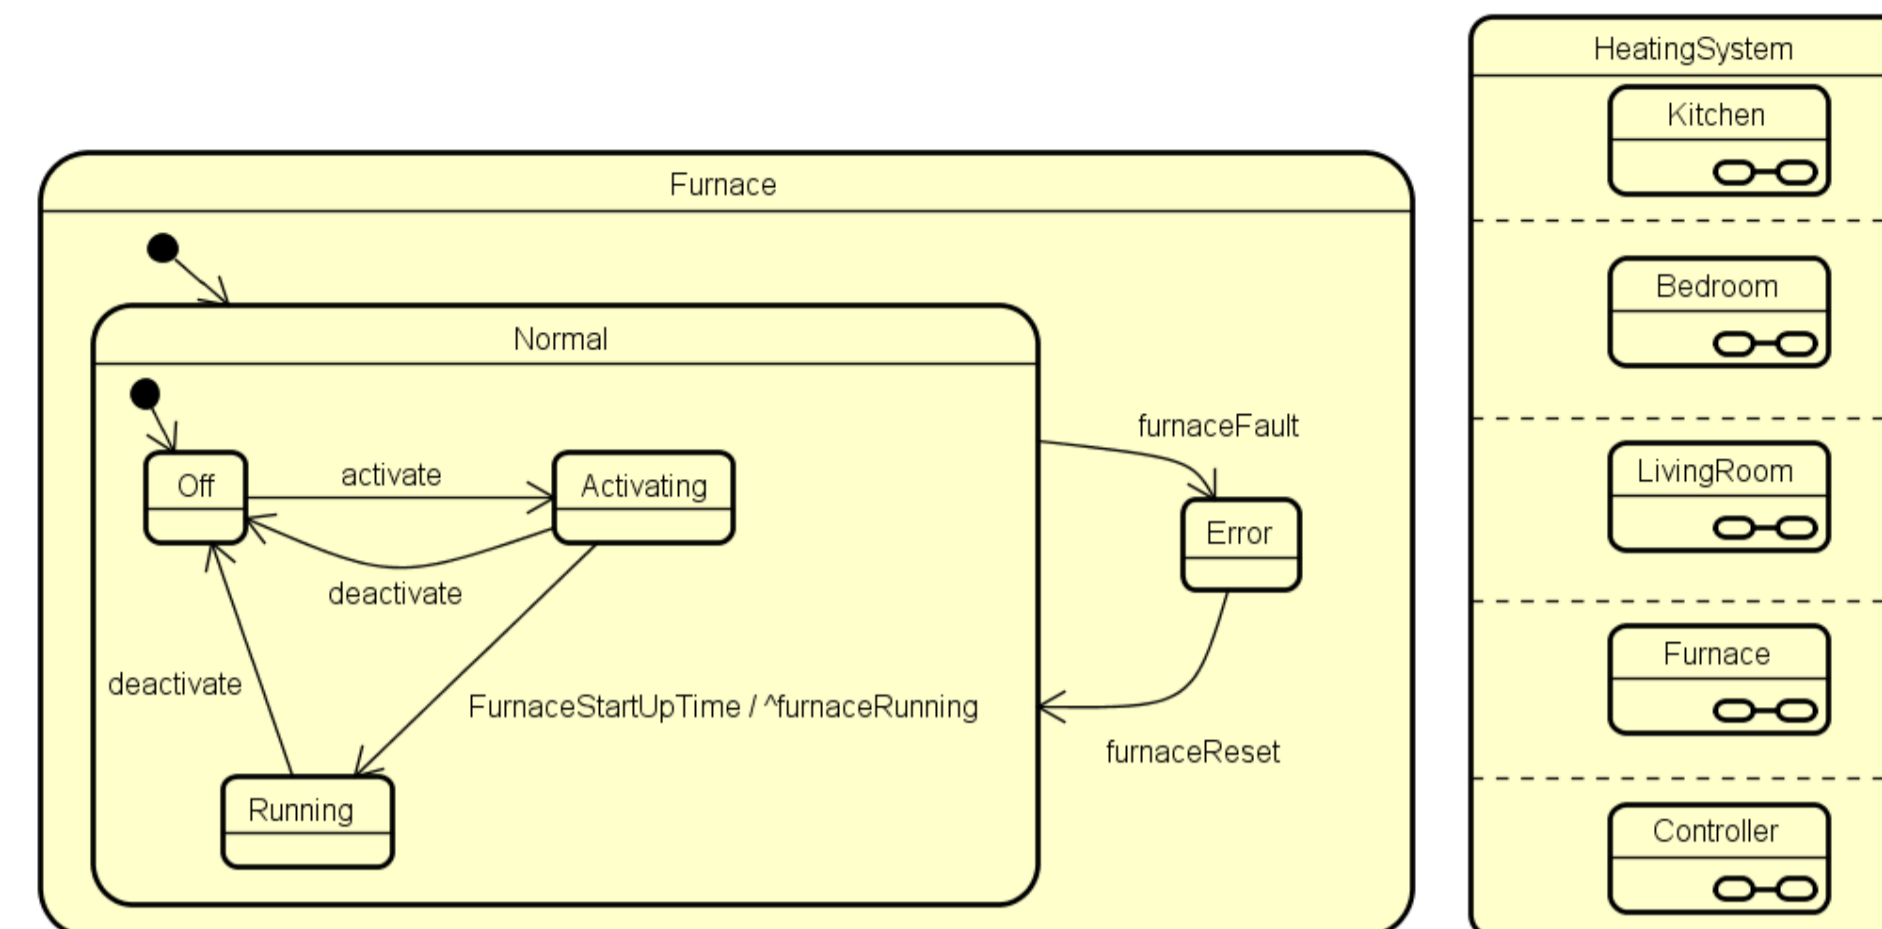 Furnace
Normal
Off
activate
Activating
deactivate
deactivate
FurnaceStartUpTime / ^furnaceRunning
Running
furnaceFault
Error
furnaceReset
HeatingSystem
Kitchen
Bedroom
LivingRoom
Furnace
Controller